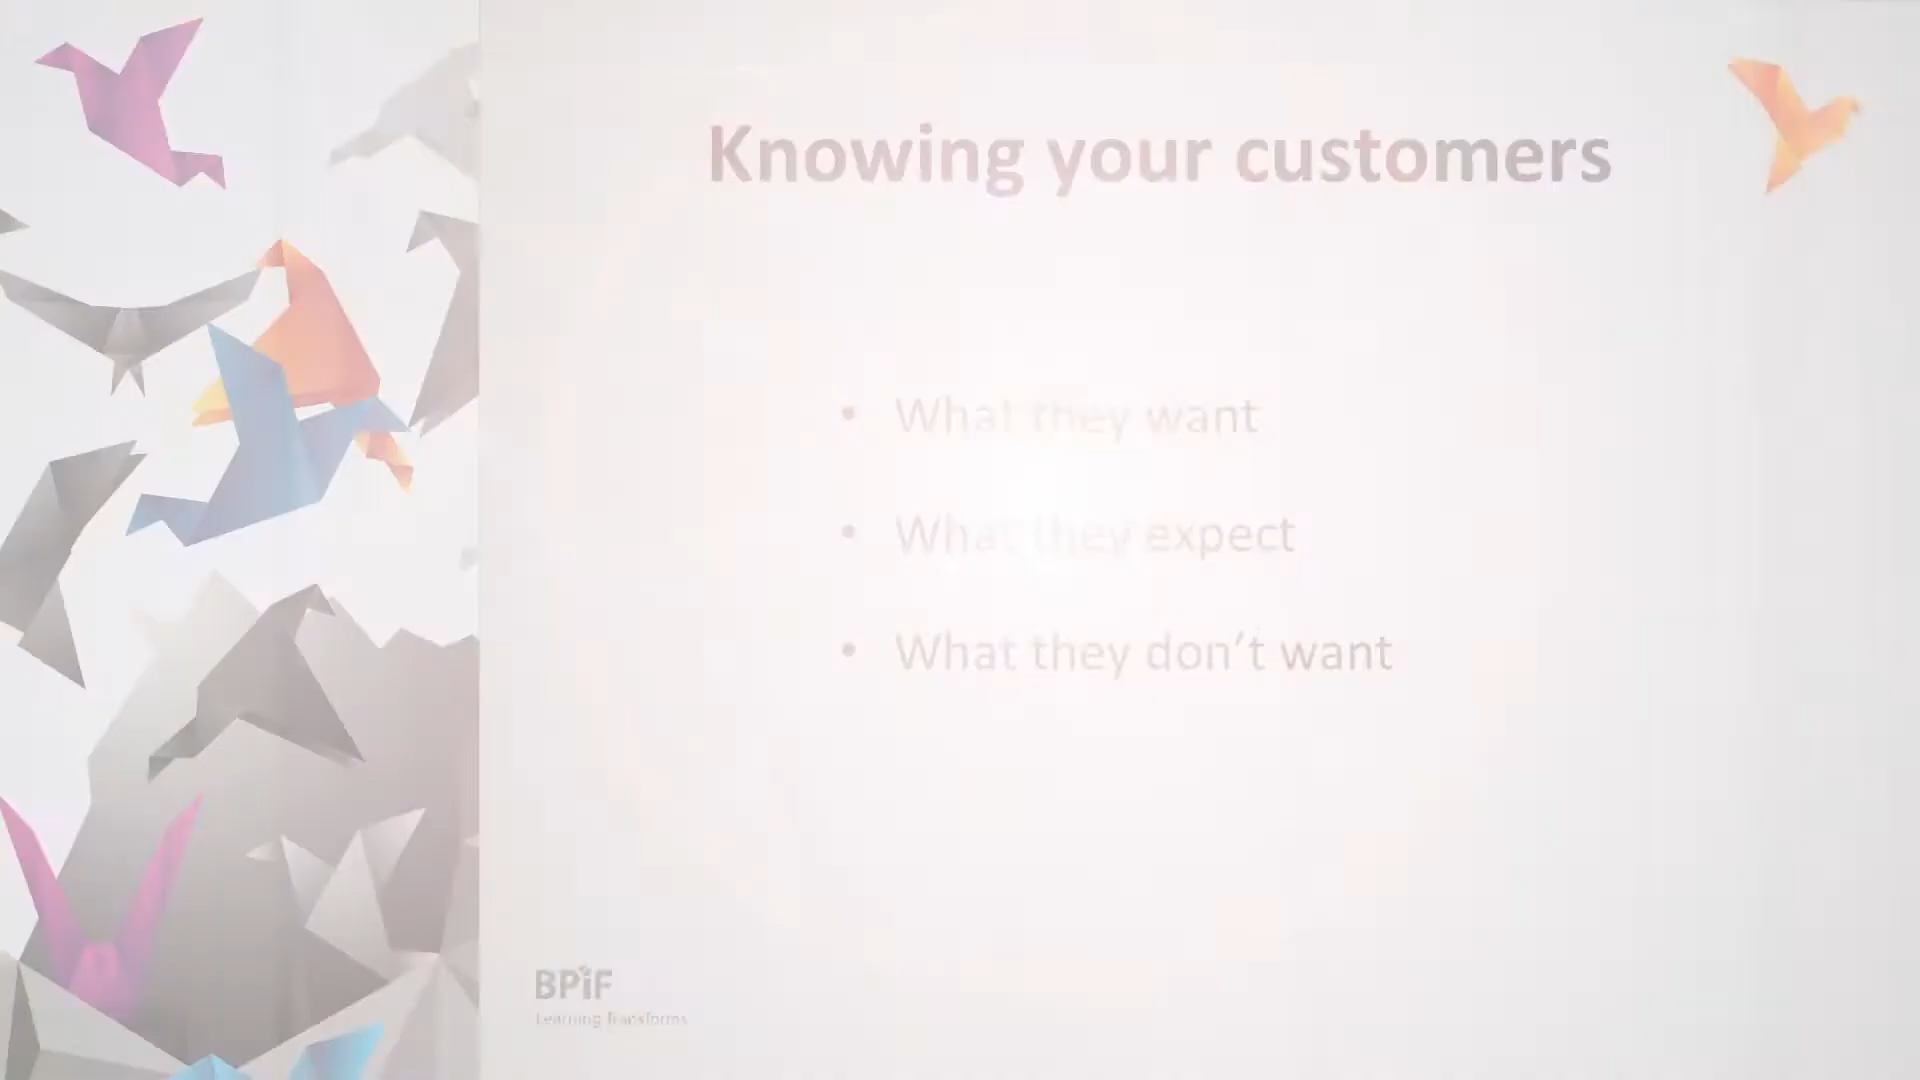 Knowing your customers
• What they want
• What they expect
• What they don’t want
BPiF
Learning Transforms